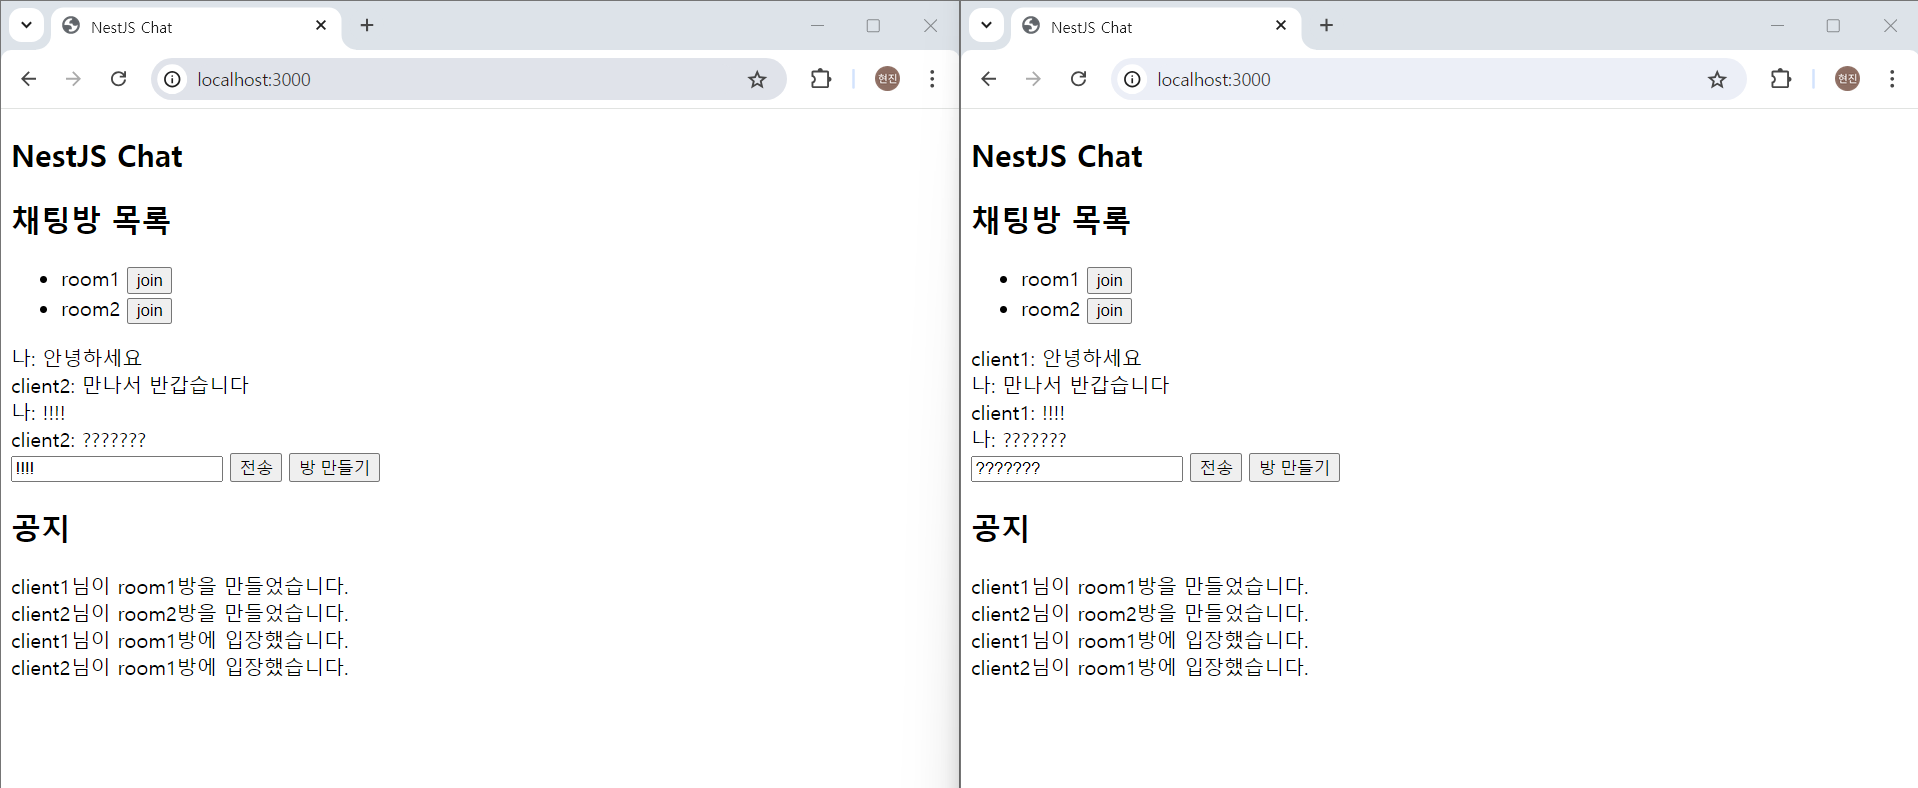 NestJS Chat
localhost:3000
현진
NestJS Chat
채팅방 목록
room1 join
room2 join
나: 안녕하세요
client2: 만나서 반갑습니다
나: !!!!
client2: ???????
!!!! 전송 방 만들기
공지
client1님이 room1방을 만들었습니다.
client2님이 room2방을 만들었습니다.
client1님이 room1방에 입장했습니다.
client2님이 room1방에 입장했습니다.
NestJS Chat
localhost:3000
현진
NestJS Chat
채팅방 목록
room1 join
room2 join
client1: 안녕하세요
나: 만나서 반갑습니다
client1: !!!!
나: ???????
??????? 전송 방 만들기
공지
client1님이 room1방을 만들었습니다.
client2님이 room2방을 만들었습니다.
client1님이 room1방에 입장했습니다.
client2님이 room1방에 입장했습니다.